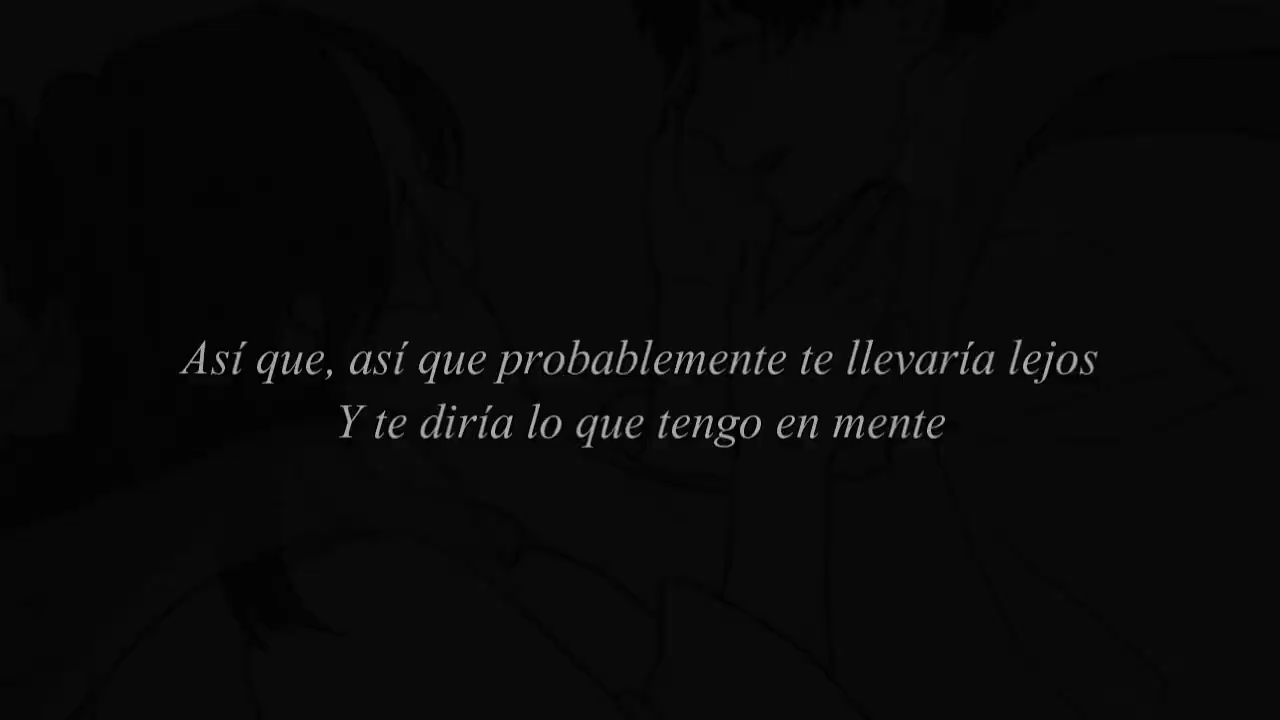 Así que, así que probablemente te llevaría lejos
Y te diría lo que tengo en mente